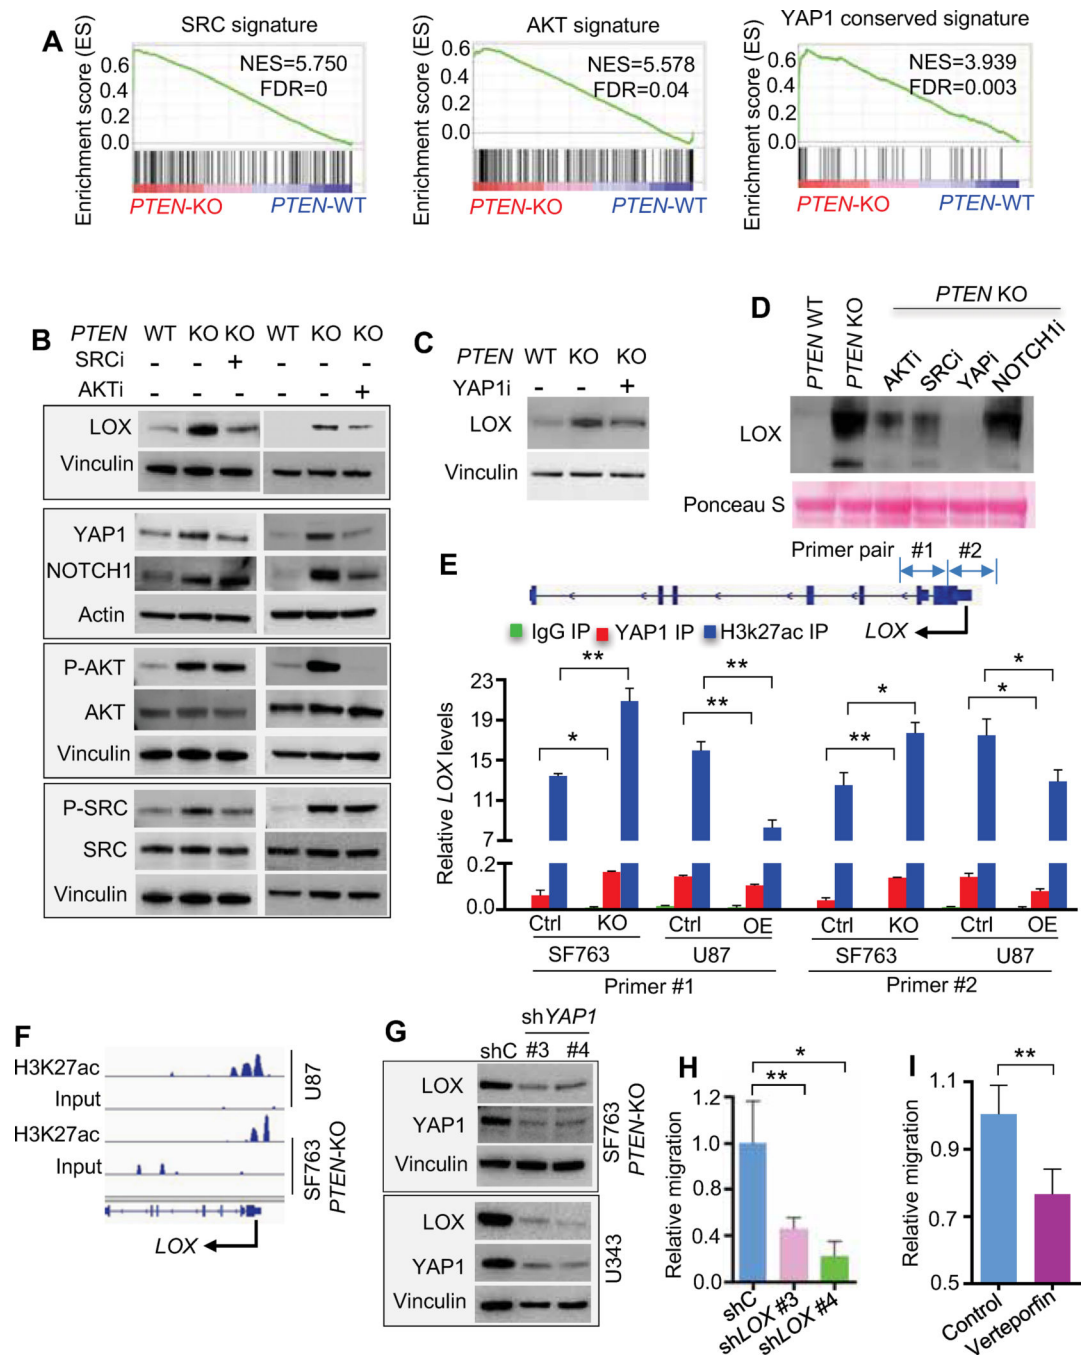 A
SRC signature
Enrichment score (ES)
0.6
0.4
0.2
0.0
NES=5.750
FDR=0
PTEN-KO PTEN-WT
AKT signature
Enrichment score (ES)
0.6
0.4
0.2
0.0
NES=5.578
FDR=0.04
PTEN-KO PTEN-WT
YAP1 conserved signature
Enrichment score (ES)
0.6
0.4
0.2
0.0
NES=3.939
FDR=0.003
PTEN-KO PTEN-WT
B
PTEN WT KO KO WT KO KO
SRCi - - +
AKTi - - +
LOX
Vinculin
YAP1
NOTCH1
Actin
P-AKT
AKT
Vinculin
P-SRC
SRC
Vinculin
C
PTEN WT KO KO
YAP1i - - +
LOX
Vinculin
D
PTEN KO
PTEN WT PTEN KO AKTi SRCi YAPi NOTCH1i
LOX
Ponceau S
E
Primer pair #1 #2
LOX
IgG IP YAP1 IP H3k27ac IP
Relative LOX levels
23
19
15
11
7
0.2
0.0
* ** ** ** ** * * *
Ctrl KO Ctrl OE Ctrl KO Ctrl OE
SF763 U87 SF763 U87
Primer #1 Primer #2
F
H3K27ac
Input
U87
H3K27ac
Input
SF763
PTEN-KO
LOX
G
shYAP1
shC #3 #4
LOX
YAP1
Vinculin
SF763
PTEN-KO
LOX
YAP1
Vinculin
U343
H
Relative migration
1.2
0.8
0.4
0.0
*
**
shC
shLOX #3
shLOX #4
I
Relative migration
1.1
0.9
0.7
0.5
**
Control
Verteporfin